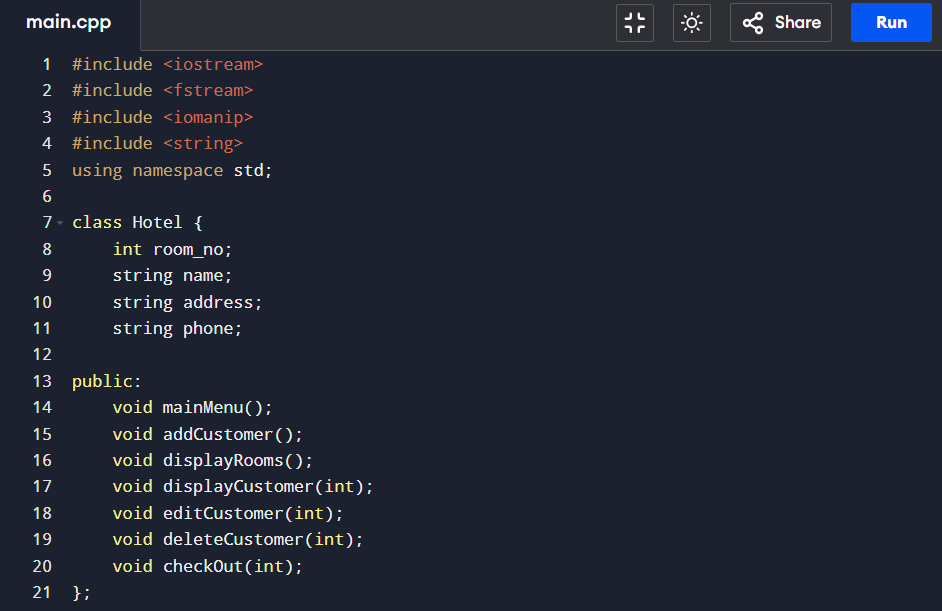 main.cpp
Share
Run
1 #include <iostream>
2 #include <fstream>
3 #include <iomanip>
4 #include <string>
5 using namespace std;
6
7 class Hotel {
8     int room_no;
9     string name;
10     string address;
11     string phone;
12
13 public:
14     void mainMenu();
15     void addCustomer();
16     void displayRooms();
17     void displayCustomer(int);
18     void editCustomer(int);
19     void deleteCustomer(int);
20     void checkOut(int);
21 };